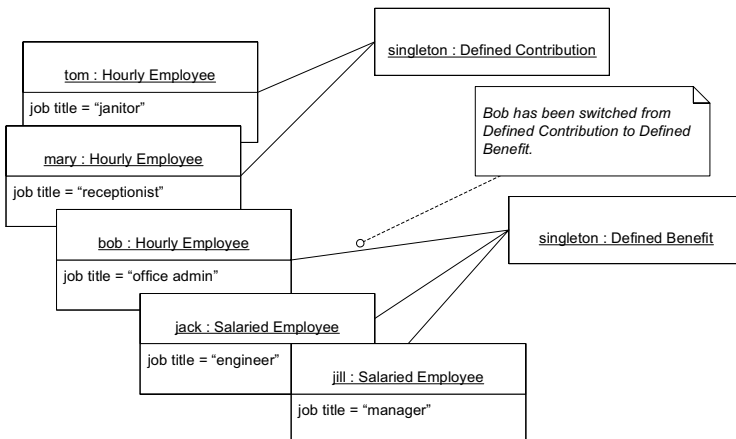 tom : Hourly Employee
job title = “janitor”
singleton : Defined Contribution
Bob has been switched from
Defined Contribution to Defined
Benefit.
mary : Hourly Employee
job title = “receptionist”
bob : Hourly Employee
job title = “office admin”
singleton : Defined Benefit
jack : Salaried Employee
job title = “engineer”
jill : Salaried Employee
job title = “manager”